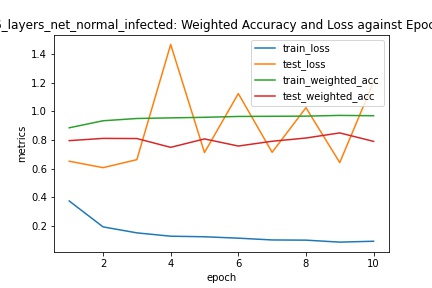 _layers_net_normal_infected: Weighted Accuracy and Loss against Epoc
train_loss
test_loss
train_weighted_acc
test_weighted_acc
metrics
1.4
1.2
1.0
0.8
0.6
0.4
0.2
2
4
6
8
10
epoch